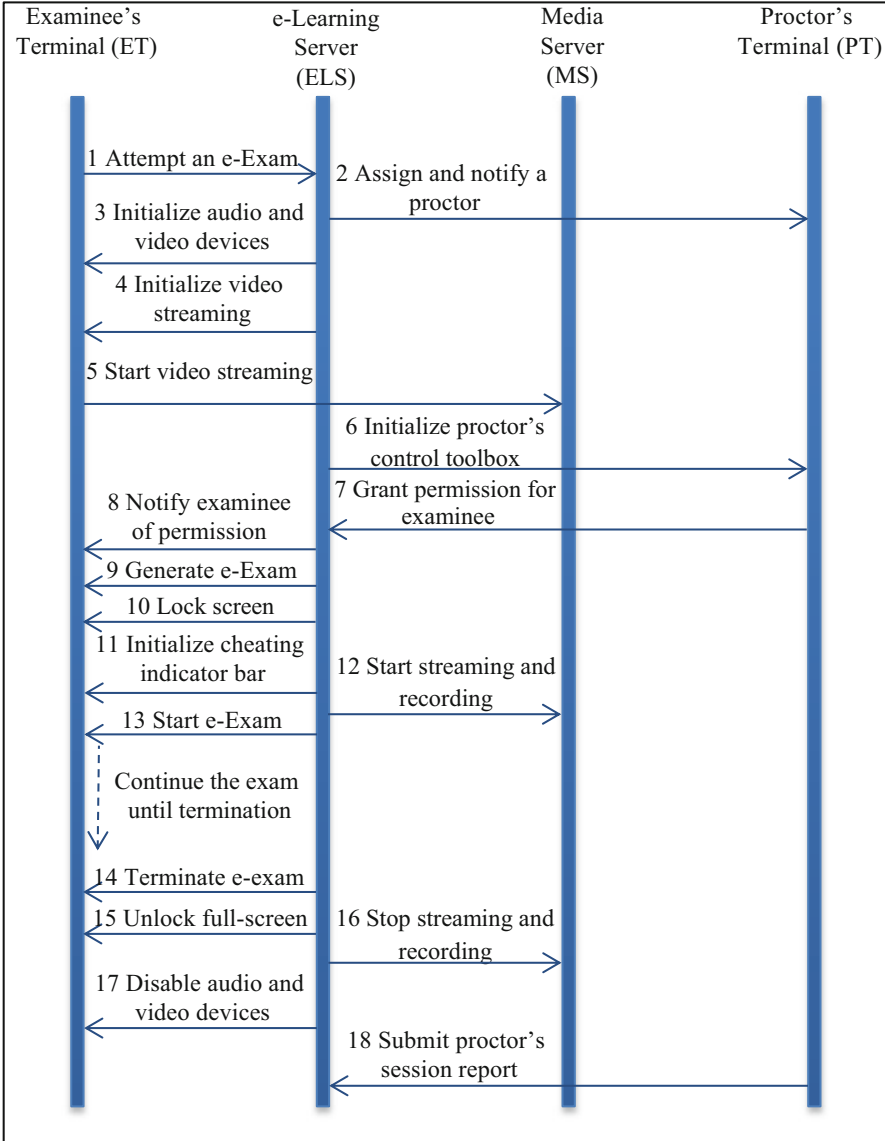 Examinee’s
Terminal (ET)
e-Learning
Server
(ELS)
Media
Server
(MS)
Proctor’s
Terminal (PT)
1 Attempt an e-Exam
2 Assign and notify a
proctor
3 Initialize audio and
video devices
4 Initialize video
streaming
5 Start video streaming
6 Initialize proctor’s
control toolbox
7 Grant permission for
examinee
8 Notify examinee
of permission
9 Generate e-Exam
10 Lock screen
11 Initialize cheating
indicator bar
12 Start streaming and
recording
13 Start e-Exam
Continue the exam
until termination
14 Terminate e-exam
15 Unlock full-screen
16 Stop streaming and
recording
17 Disable audio and
video devices
18 Submit proctor’s
session report